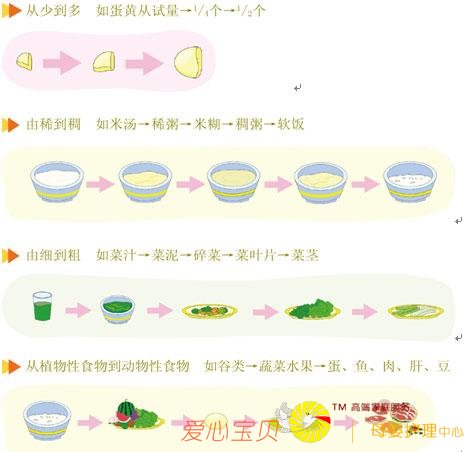 从少到多 如蛋黄从试量→1/4个→1/2个
由稀到稠 如米汤→稀粥→米糊→稠粥→软饭
由细到粗 如菜汁→菜泥→碎菜→菜叶片→菜茎
从植物性食物到动物性食物 如谷类→蔬菜水果→蛋、鱼、肉、肝、豆
TM 高端家庭服务
爱心宝贝
母婴护理中心